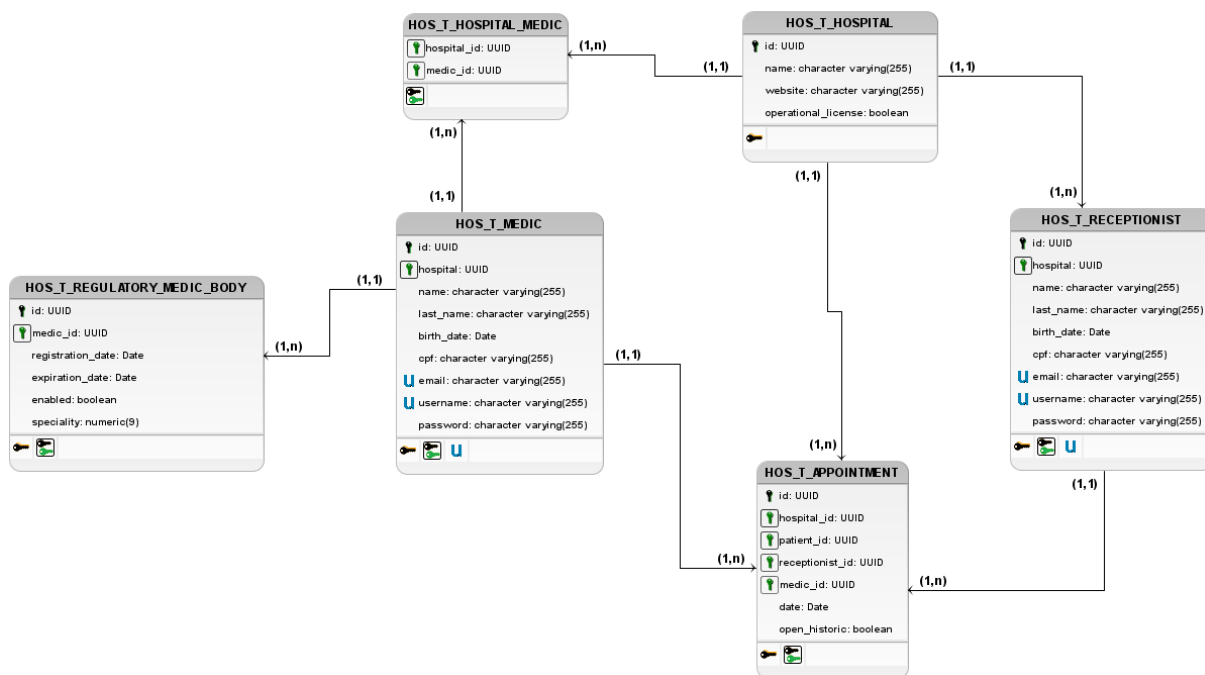 HOS_T_HOSPITAL_MEDIC
hospital_id: UUID
medic_id: UUID
HOS_T_HOSPITAL
id: UUID
name: character varying(255)
website: character varying(255)
operational_license: boolean
(1,n)
(1,1)
(1,1)
(1,n)
(1,1)
(1,1)
(1,n)
HOS_T_MEDIC
id: UUID
hospital: UUID
name: character varying(255)
last_name: character varying(255)
birth_date: Date
cpf: character varying(255)
U email: character varying(255)
U username: character varying(255)
password: character varying(255)
U
HOS_T_RECEPTIONIST
id: UUID
hospital: UUID
name: character varying(255)
last_name: character varying(255)
birth_date: Date
cpf: character varying(255)
U email: character varying(255)
U username: character varying(255)
password: character varying(255)
U
HOS_T_REGULATORY_MEDIC_BODY
id: UUID
medic_id: UUID
registration_date: Date
expiration_date: Date
enabled: boolean
speciality: numeric(9)
(1,1)
(1,n)
(1,1)
(1,n)
(1,1)
HOS_T_APPOINTMENT
id: UUID
hospital_id: UUID
patient_id: UUID
receptionist_id: UUID
medic_id: UUID
date: Date
open_historic: boolean
(1,n)
(1,n)